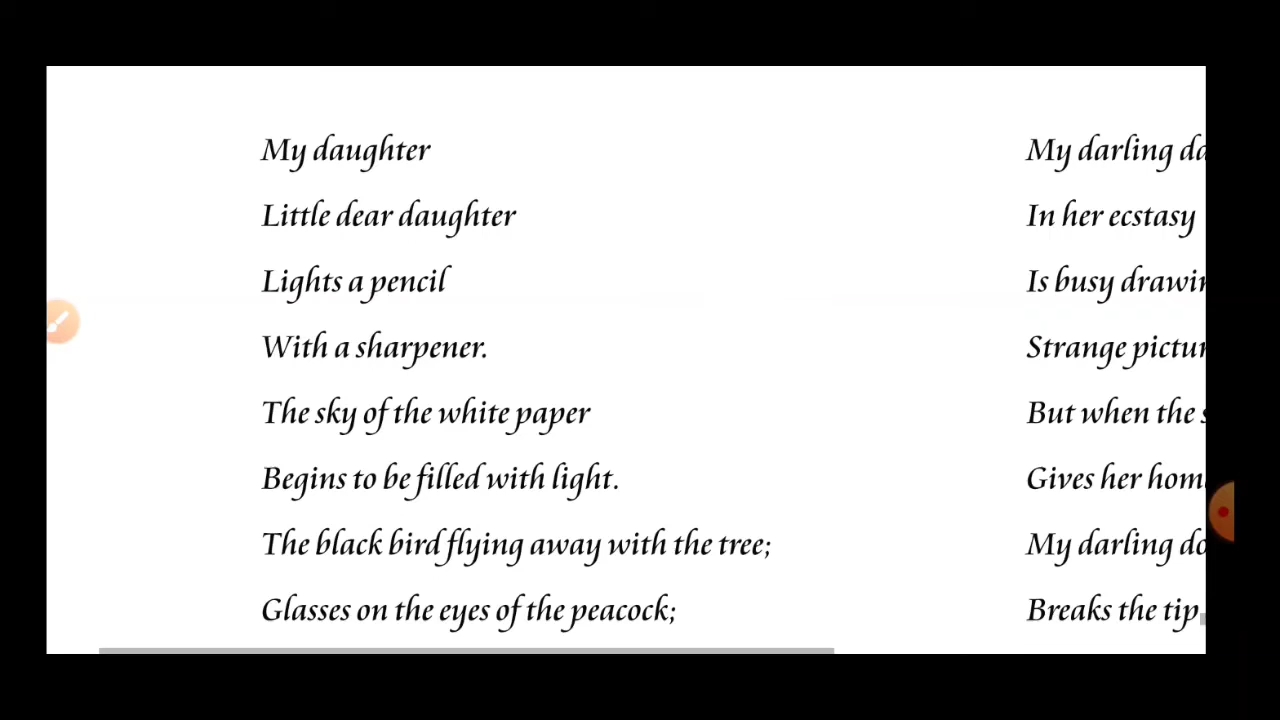 My daughter
Little dear daughter
Lights a pencil
With a sharpener.
The sky of the white paper
Begins to be filled with light.
The black bird flying away with the tree;
Glasses on the eyes of the peacock;
My darling
In her ecstasy
Is busy
Strange
But when the
Gives her
My darling
Breaks the tip